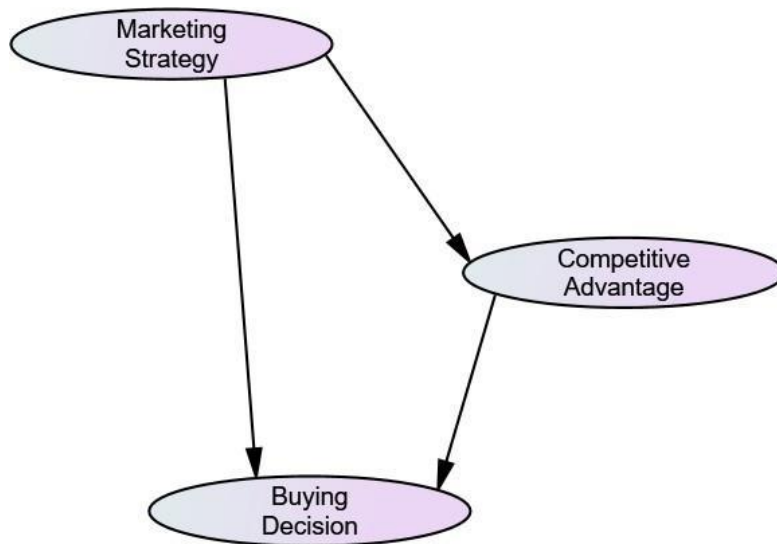 Marketing
Strategy
Competitive
Advantage
Buying
Decision